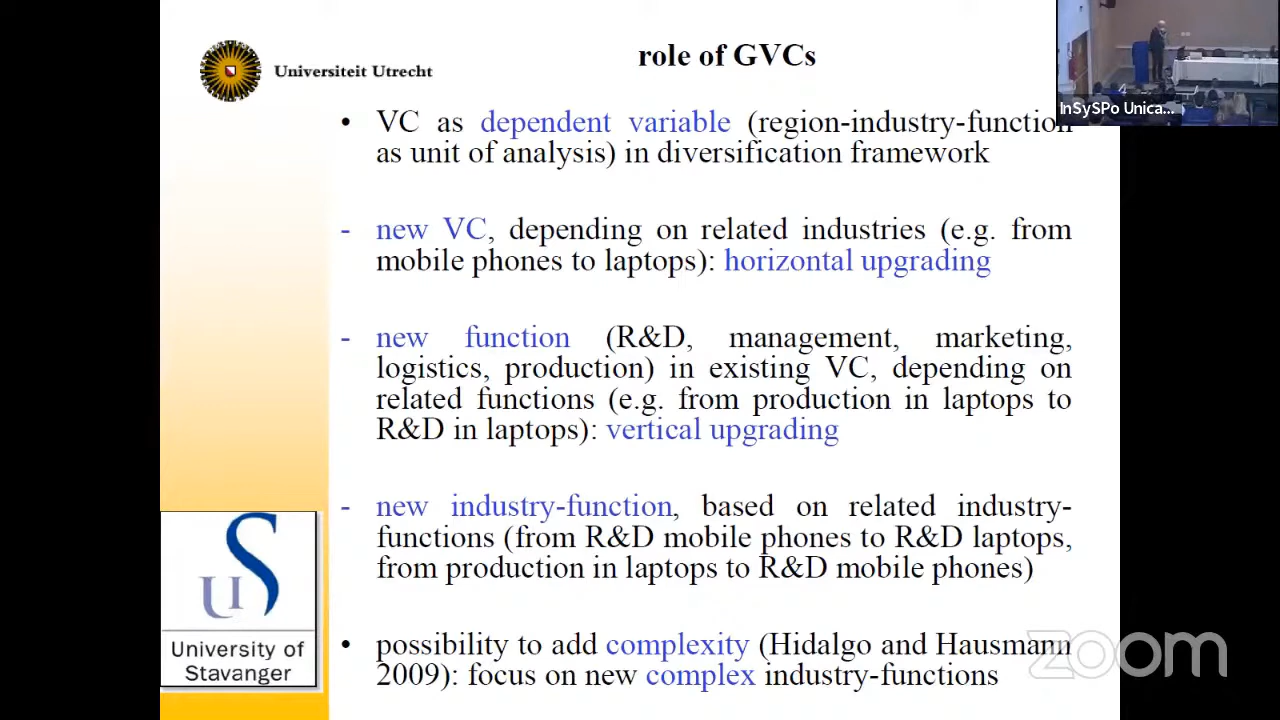 Universiteit Utrecht
role of GVCs
InSySPo Unica...
• VC as dependent variable (region-industry-function
as unit of analysis) in diversification framework
- new VC, depending on related industries (e.g. from
mobile phones to laptops): horizontal upgrading
- new function (R&D, management, marketing,
logistics, production) in existing VC, depending on
related functions (e.g. from production in laptops to
R&D in laptops): vertical upgrading
- new industry-function, based on related industry-
functions (from R&D mobile phones to R&D laptops,
from production in laptops to R&D mobile phones)
• possibility to add complexity (Hidalgo and Hausmann
2009): focus on new complex industry-functions
US
University of
Stavanger
zoom